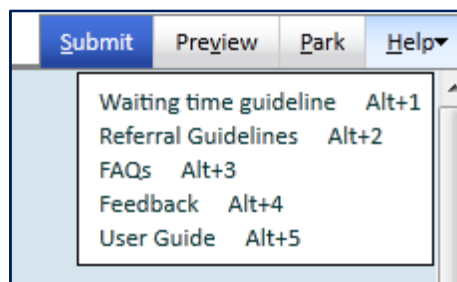 Submit Preview Park Help
Waiting time guideline Alt+1
Referral Guidelines Alt+2
FAQs Alt+3
Feedback Alt+4
User Guide Alt+5